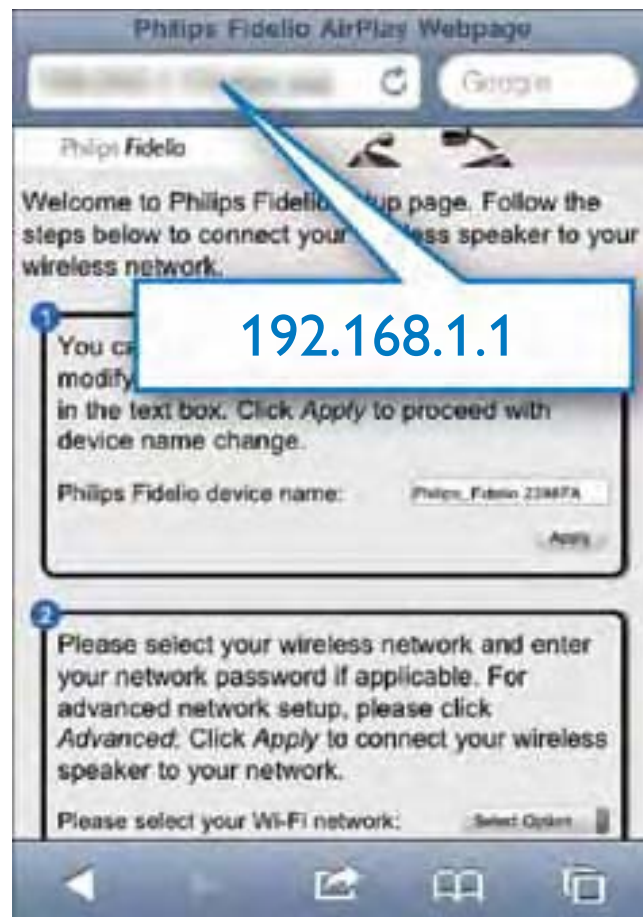 Philips Fidelio AirPlay Webpage
Google
Philips Fidelio
Welcome to Philips Fidelio up page. Follow the
steps below to connect your ess speaker to your
wireless network.
192.168.1.1
1
You ca
modify
in the text box. Click Apply to proceed with
device name change.
Philips Fidelio device name:
Apply
2
Please select your wireless network and enter
your network password if applicable. For
advanced network setup, please click
Advanced. Click Apply to connect your wireless
speaker to your network.
Please select your Wi-Fi network: Select Option